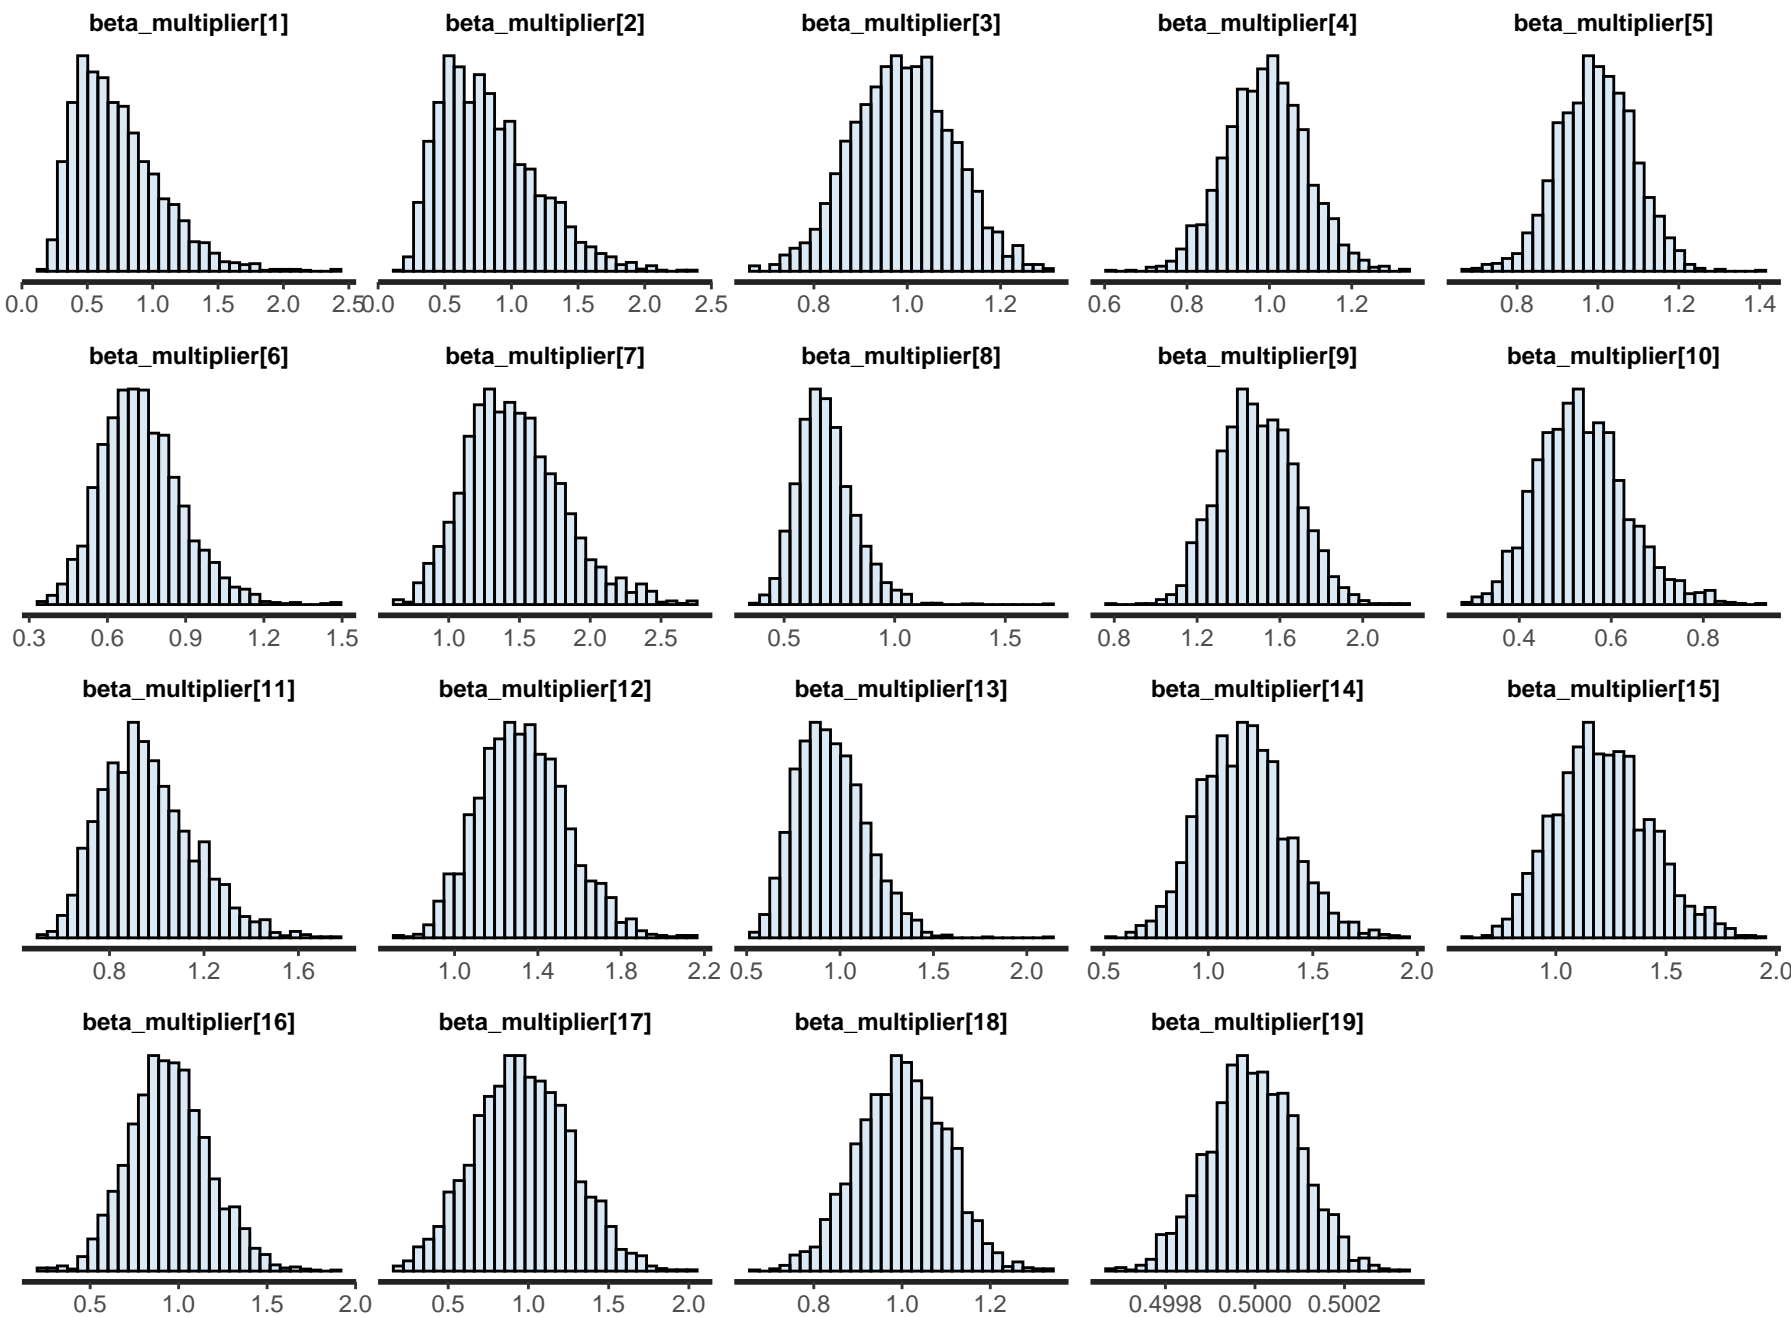 beta_multiplier[1] beta_multiplier[2] beta_multiplier[3] beta_multiplier[4] beta_multiplier[5]
0.0 0.5 1.0 1.5 2.0 2.5 0.0 0.5 1.0 1.5 2.0 2.5 0.8 1.0 1.2 0.6 0.8 1.0 1.2 0.8 1.0 1.2 1.4
beta_multiplier[6] beta_multiplier[7] beta_multiplier[8] beta_multiplier[9] beta_multiplier[10]
0.3 0.6 0.9 1.2 1.5 1.0 1.5 2.0 2.5 0.5 1.0 1.5 0.8 1.2 1.6 2.0 0.4 0.6 0.8
beta_multiplier[11] beta_multiplier[12] beta_multiplier[13] beta_multiplier[14] beta_multiplier[15]
0.8 1.2 1.6 1.0 1.4 1.8 2.2 0.5 1.0 1.5 2.0 0.5 1.0 1.5 2.0 1.0 1.5 2.0
beta_multiplier[16] beta_multiplier[17] beta_multiplier[18] beta_multiplier[19]
0.5 1.0 1.5 2.0 0.5 1.0 1.5 2.0 0.8 1.0 1.2 0.4998 0.5000 0.5002